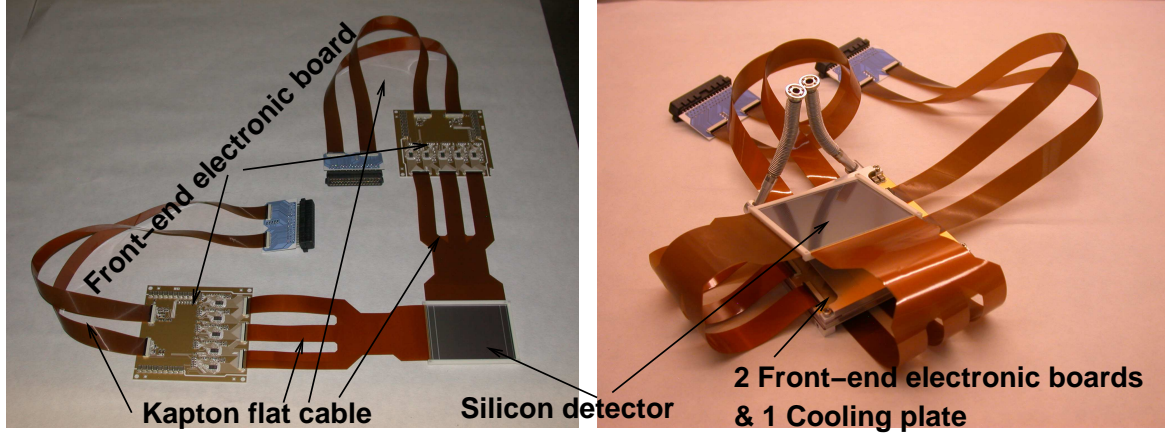 Front-end electronic board
Kapton flat cable
Silicon detector
2 Front-end electronic boards
& 1 Cooling plate